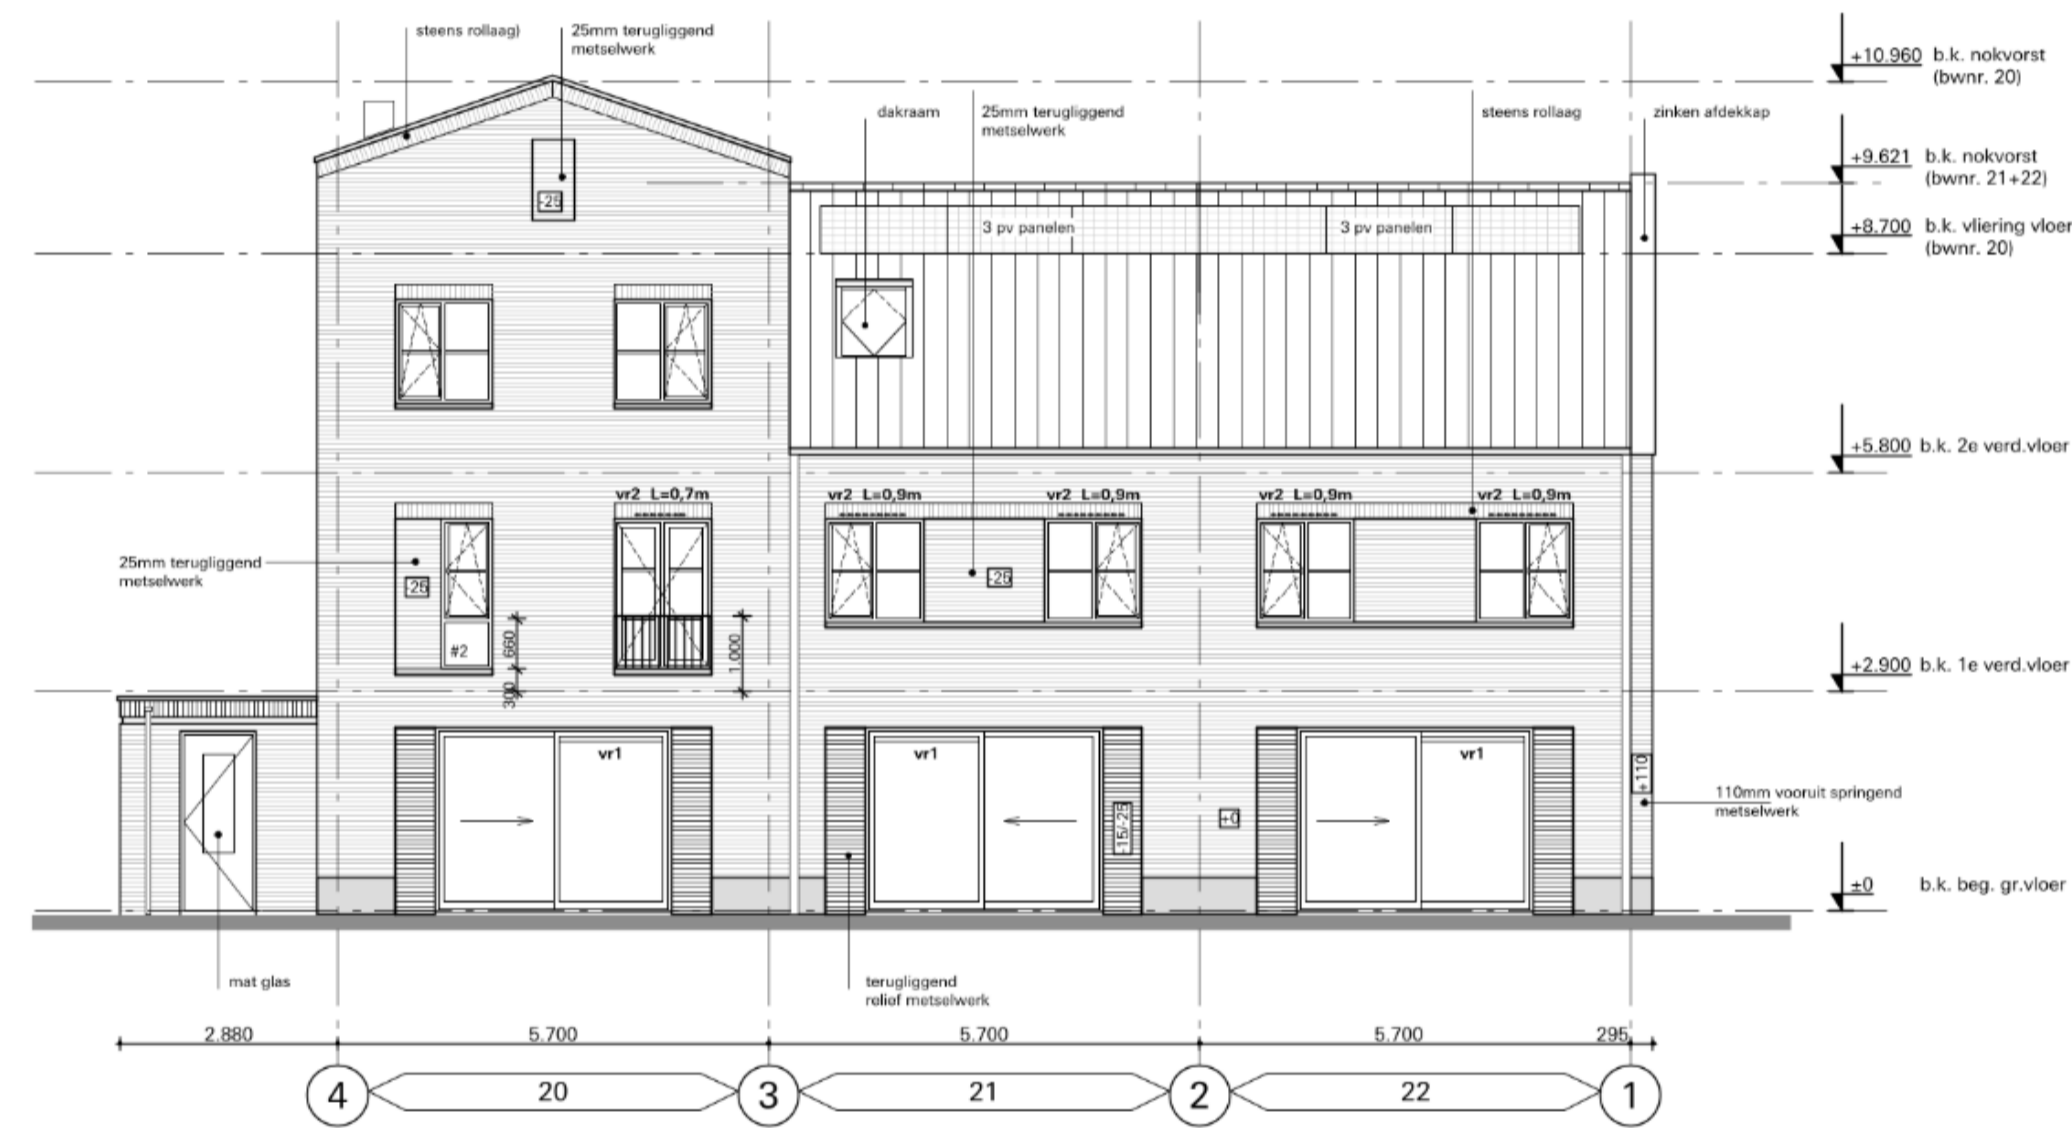 steens rollaag)
25mm terugliggend
metselwerk
+10.960 b.k. nokvorst
(bwnr. 20)
dakraam
25mm terugliggend
metselwerk
steens rollaag
zinken afdekkap
+9.621 b.k. nokvorst
(bwnr. 21+22)
-25
3 pv panelen
3 pv panelen
+8.700 b.k. vliering vloer
(bwnr. 20)
+5.800 b.k. 2e verd.vloer
vr2 L=0,7m
vr2 L=0,9m
vr2 L=0,9m
vr2 L=0,9m
vr2 L=0,9m
25mm terugliggend
metselwerk
-25
-25
#2
660
300
1.000
+2.900 b.k. 1e verd.vloer
vr1
vr1
vr1
-15/-25
+0
+110
110mm vooruit springend
metselwerk
±0 b.k. beg. gr.vloer
mat glas
terugliggend
relief metselwerk
2.880
5.700
5.700
5.700
295
4
20
3
21
2
22
1